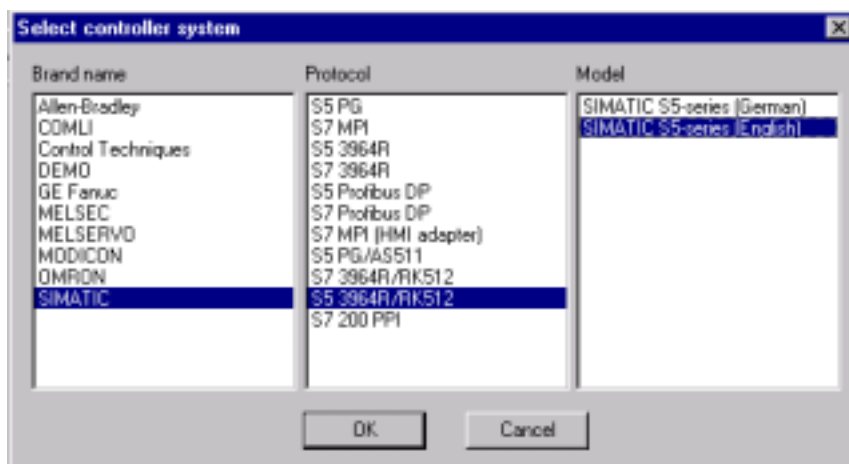 Select controller system
Brand name
Allen-Bradley
COMLI
Control Techniques
DEMO
GE Fanuc
MELSEC
MELSERVO
MODICON
OMRON
SIMATIC
Protocol
S5 PG
S7 MPI
S5 3964R
S7 3964R
S5 Profibus DP
S7 Profibus DP
S7 MPI (HMI adapter)
S5 PG/AS511
S7 3964R/RK512
S5 3964R/RK512
S7 200 PPI
Model
SIMATIC S5-series (German)
SIMATIC S5-series (English)
OK
Cancel